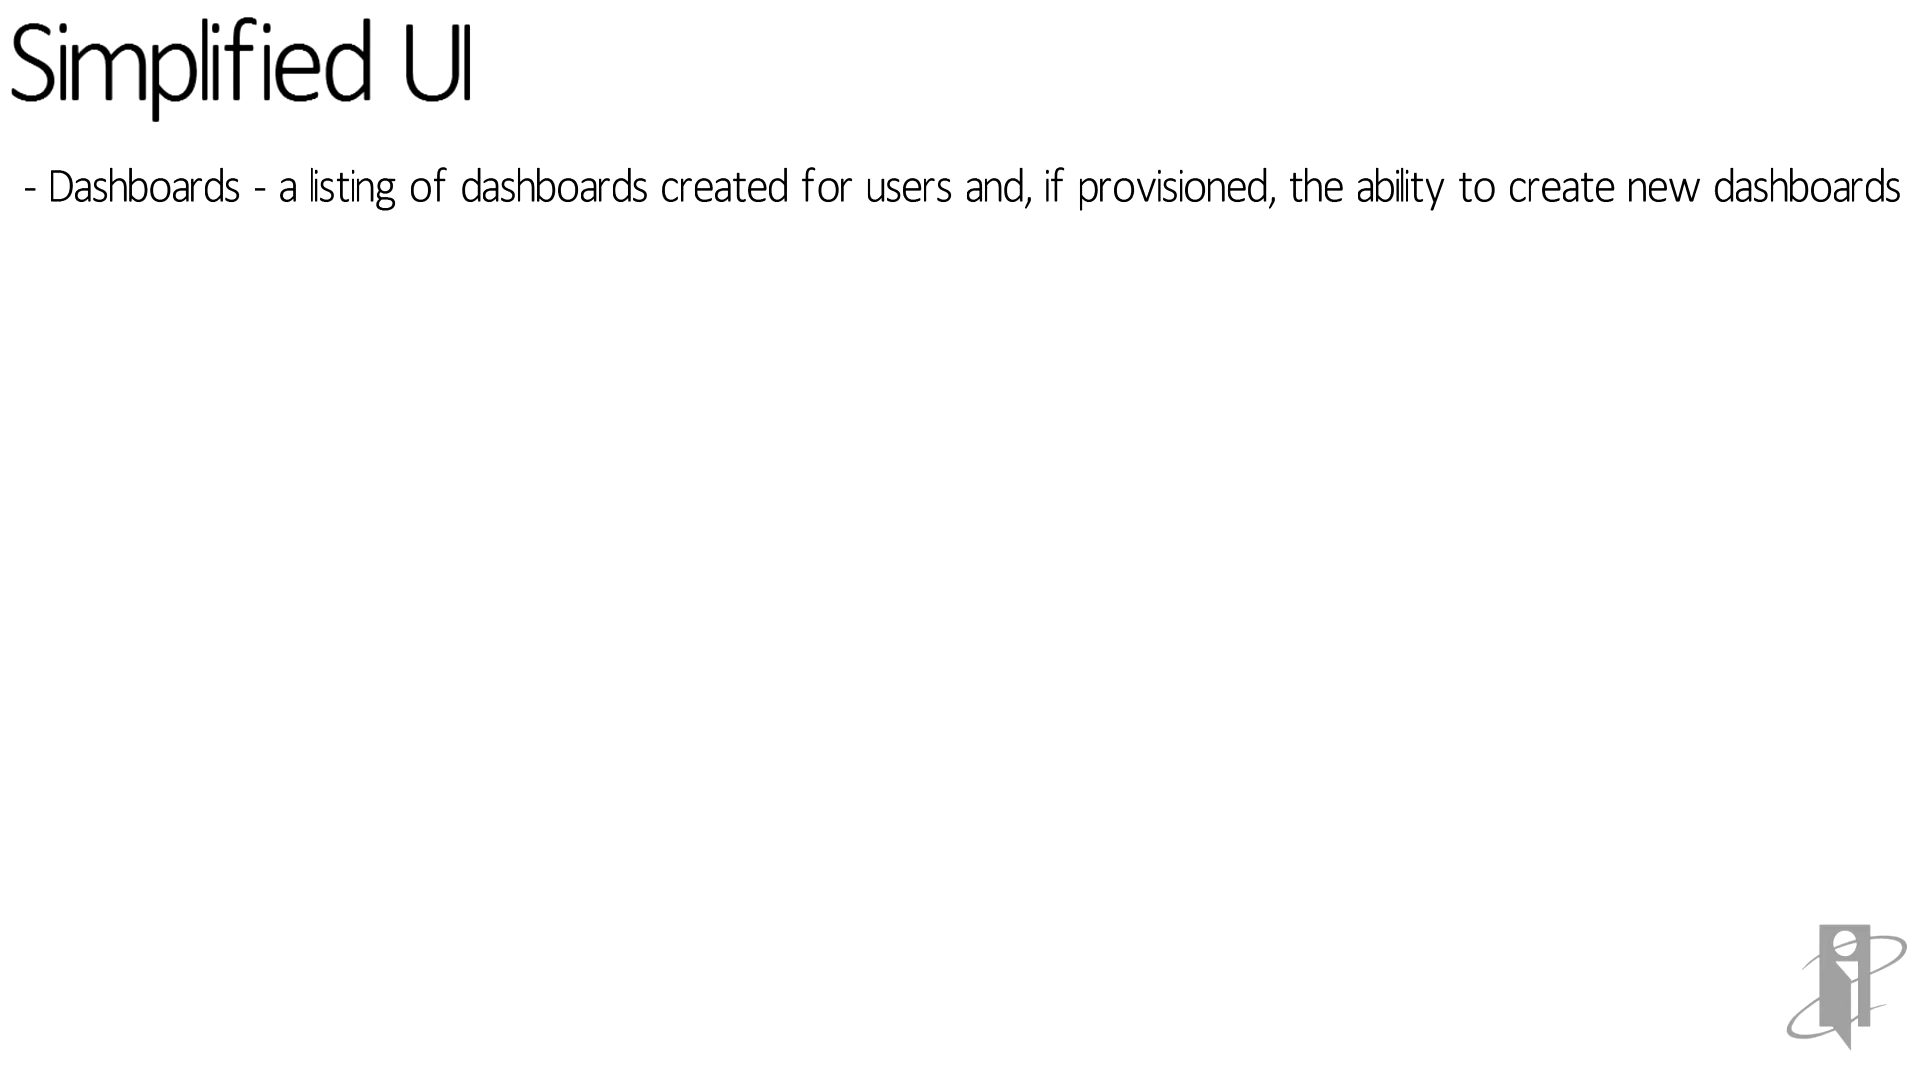 Simplified UI
- Dashboards - a listing of dashboards created for users and, if provisioned, the ability to create new dashboards